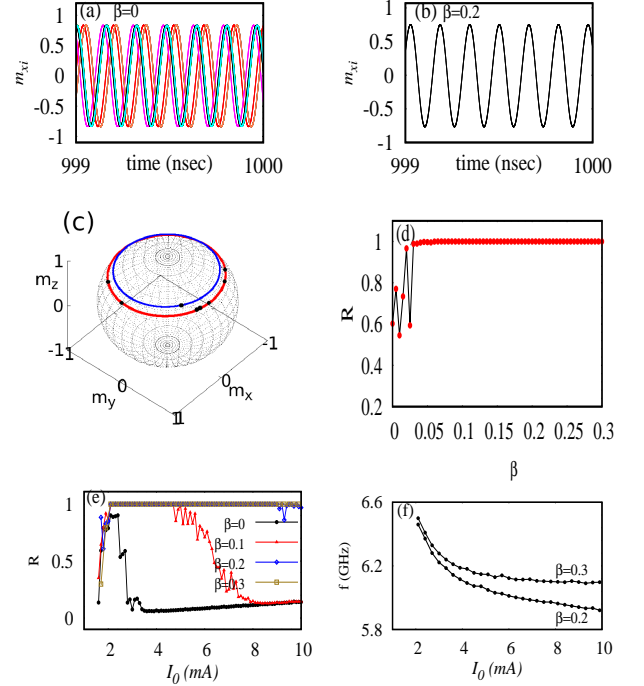 (a) β=0
m_xi
1
0.5
0
-0.5
-1
999
time (nsec)
1000
(b) β=0.2
m_xi
1
0.5
0
-0.5
-1
999
time (nsec)
1000
(c)
m_z
1
0
-1
1
0
m_y
1
1
0
m_x
-1
(d)
R
1
0.8
0.6
0.4
0.2
0 0.05 0.1 0.15 0.2 0.25 0.3
β
(e)
R
1
0.5
0
β=0
β=0.1
β=0.2
β=0.3
2 4 6 8 10
I_0 (mA)
(f)
f (GHz)
6.6
6.2
5.8
β=0.3
β=0.2
2 4 6 8 10
I_0 (mA)